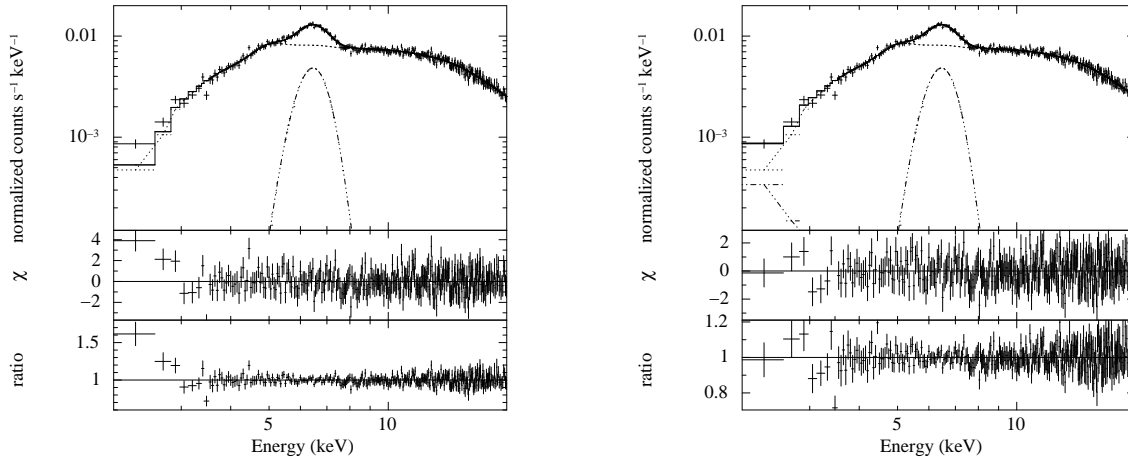 0.01
10⁻³
normalized counts s⁻¹ keV⁻¹
4
2
0
−2
χ
1.5
1
ratio
5
10
Energy (keV)
0.01
10⁻³
normalized counts s⁻¹ keV⁻¹
2
0
−2
χ
1.2
1
0.8
ratio
5
10
Energy (keV)